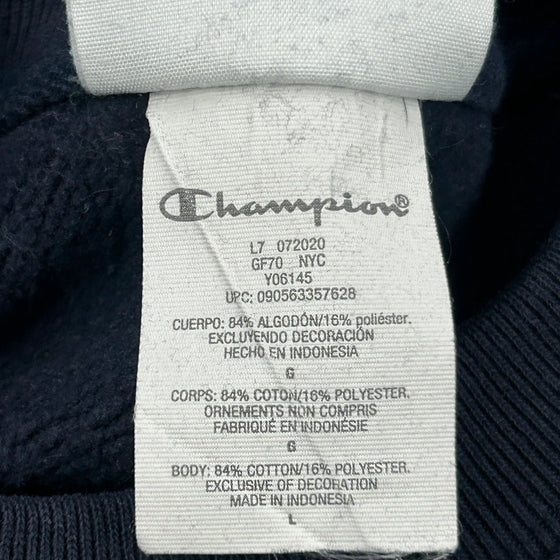 Champion®
L7 072020
GF70 NYC
Y06145
UPC: 090563357628
CUERPO: 84% ALGODÓN/16% poliéster.
EXCLUYENDO DECORACIÓN
HECHO EN INDONESIA
G
CORPS: 84% COTON/16% POLYESTER.
ORNEMENTS NON COMPRIS
FABRIQUÉ EN INDONÉSIE
G
BODY: 84% COTTON/16% POLYESTER.
EXCLUSIVE OF DECORATION
MADE IN INDONESIA
L